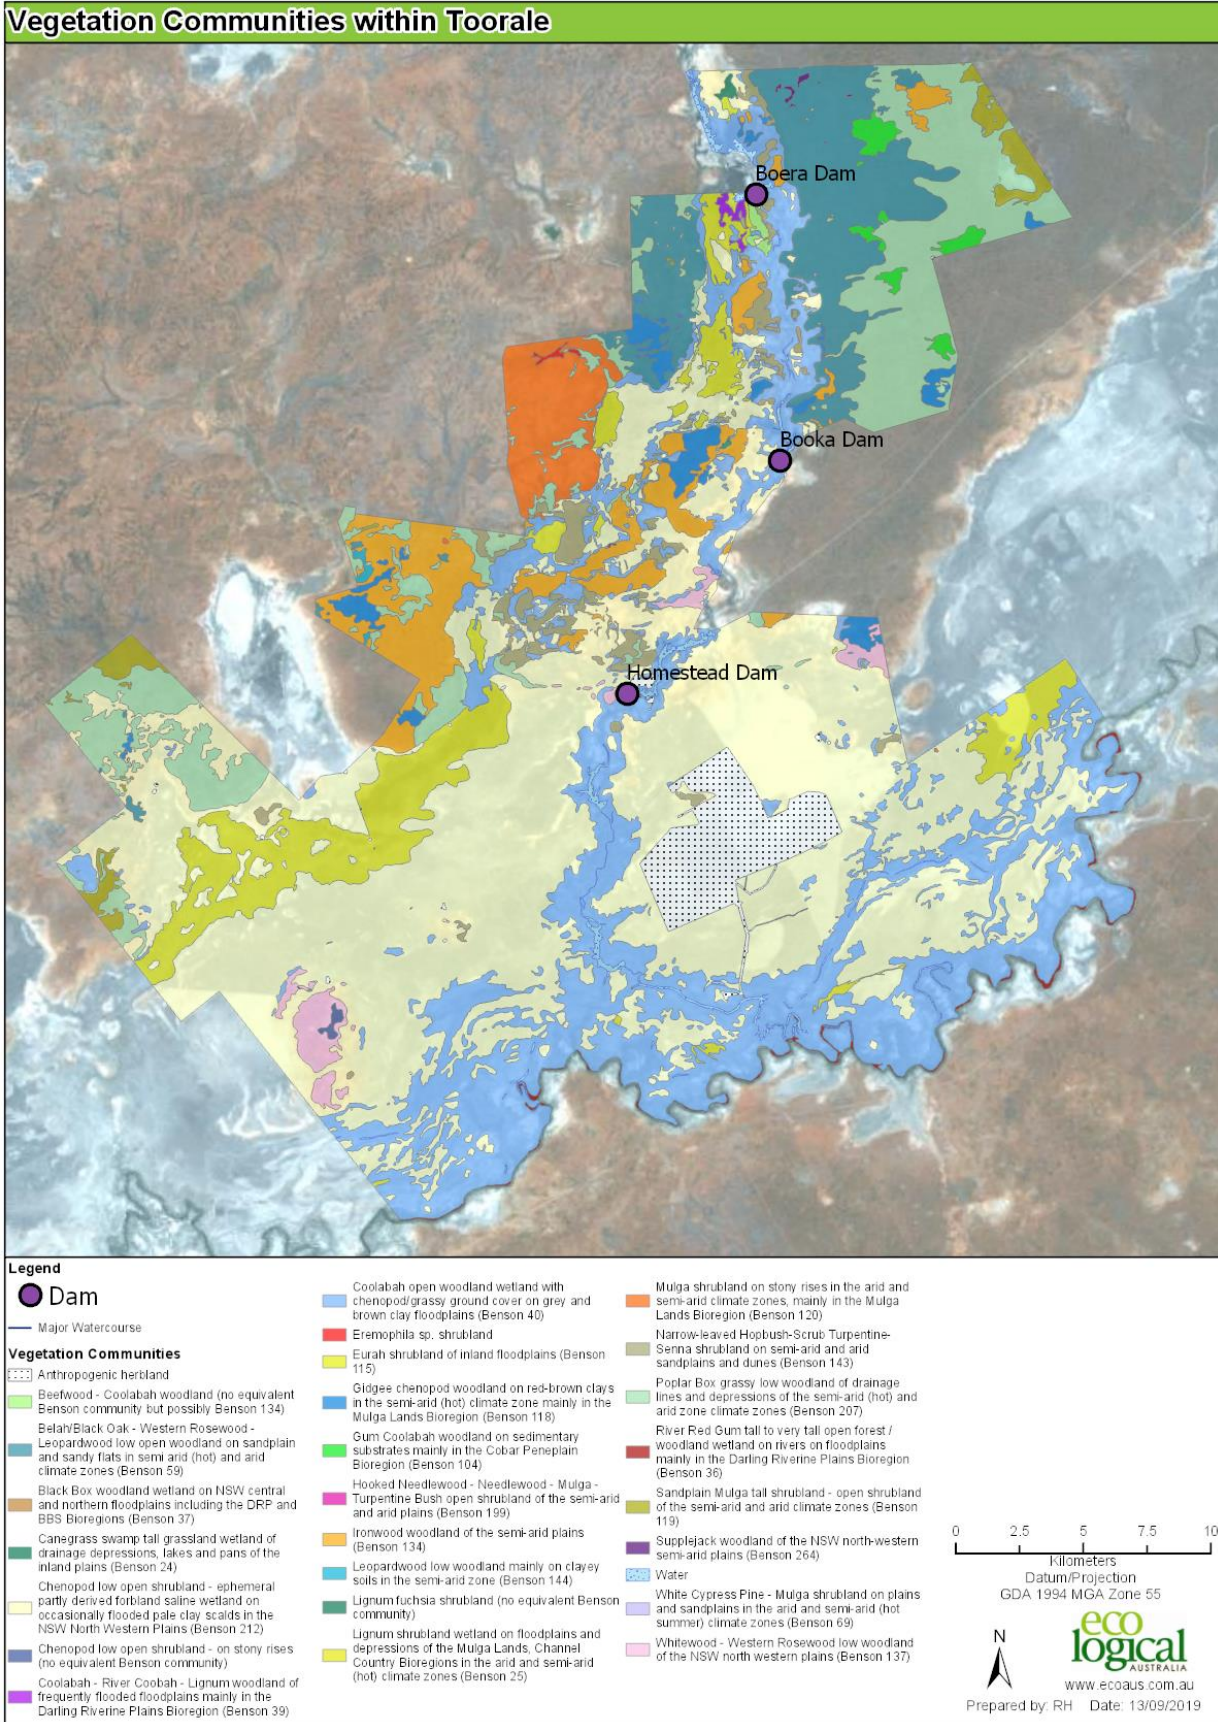 Vegetation Communities within Toorale
Boera Dam
Booka Dam
Homestead Dam
Legend
Dam
Major Watercourse
Vegetation Communities
Anthropogenic herbland
Beefwood - Coolabah woodland (no equivalent
Benson community but possibly Benson 134)
Belah/Black Oak - Western Rosewood -
Leopardwood low open woodland on sandplain
and sandy flats in semi arid (hot) and arid
climate zones (Benson 59)
Black Box woodland wetland on NSW central
and northern floodplains including the DRP and
BBS Bioregions (Benson 37)
Canegrass swamp tall grassland wetland of
drainage depressions, lakes and pans of the
inland plains (Benson 24)
Chenopod low open shrubland - ephemeral
partly derived forbland saline wetland on
occasionally flooded pale clay scalds in the
NSW North Western Plains (Benson 212)
Chenopod low open shrubland - on stony rises
(no equivalent Benson community)
Coolabah - River Coobah - Lignum woodland of
frequently flooded floodplains mainly in the
Darling Riverine Plains Bioregion (Benson 39)
Coolabah open woodland wetland with
chenopod/grassy ground cover on grey and
brown clay floodplains (Benson 40)
Eremophila sp. shrubland
Eurah shrubland of inland floodplains (Benson
115)
Gidgee chenopod woodland on red-brown clays
in the semi-arid (hot) climate zone mainly in the
Mulga Lands Bioregion (Benson 118)
Gum Coolabah woodland on sedimentary
substrates mainly in the Cobar Peneplain
Bioregion (Benson 104)
Hooked Needlewood - Needlewood - Mulga -
Turpentine Bush open shrubland of the semi-arid
and arid plains (Benson 199)
Ironwood woodland of the semi-arid plains
(Benson 134)
Leopardwood low woodland mainly on clayey
soils in the semi-arid zone (Benson 144)
Lignum fuchsia shrubland (no equivalent Benson
community)
Lignum shrubland wetland on floodplains and
depressions of the Mulga Lands, Channel
Country Bioregions in the arid and semi-arid
(hot) climate zones (Benson 25)
Mulga shrubland on stony rises in the arid and
semi-arid climate zones, mainly in the Mulga
Lands Bioregion (Benson 120)
Narrow-leaved Hopbush-Scrub Turpentine-
Senna shrubland on semi-arid and arid
sandplains and dunes (Benson 143)
Poplar Box grassy low woodland of drainage
lines and depressions of the semi-arid (hot) and
arid zone climate zones (Benson 207)
River Red Gum tall to very tall open forest /
woodland wetland on rivers on floodplains
mainly in the Darling Riverine Plains Bioregion
(Benson 36)
Sandplain Mulga tall shrubland - open shrubland
of the semi-arid and arid climate zones (Benson
119)
Supplejack woodland of the NSW north-western
semi-arid plains (Benson 264)
Water
White Cypress Pine - Mulga shrubland on plains
and sandplains in the arid and semi-arid (hot
summer) climate zones (Benson 69)
Whitewood - Western Rosewood low woodland
of the NSW north western plains (Benson 137)
0 2.5 5 7.5 10
Kilometers
Datum/Projection
GDA 1994 MGA Zone 55
N
eco
logical
AUSTRALIA
www.ecoaus.com.au
Prepared by: RH Date: 13/09/2019